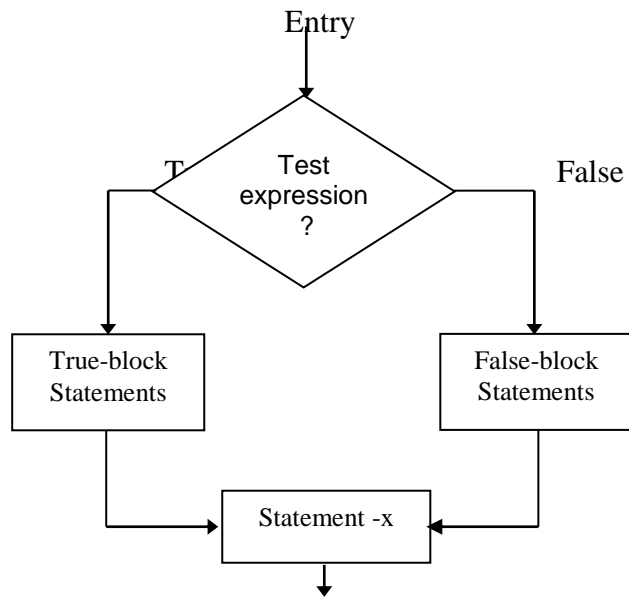 Entry
Test
expression
?
False
True-block
Statements
False-block
Statements
Statement -x